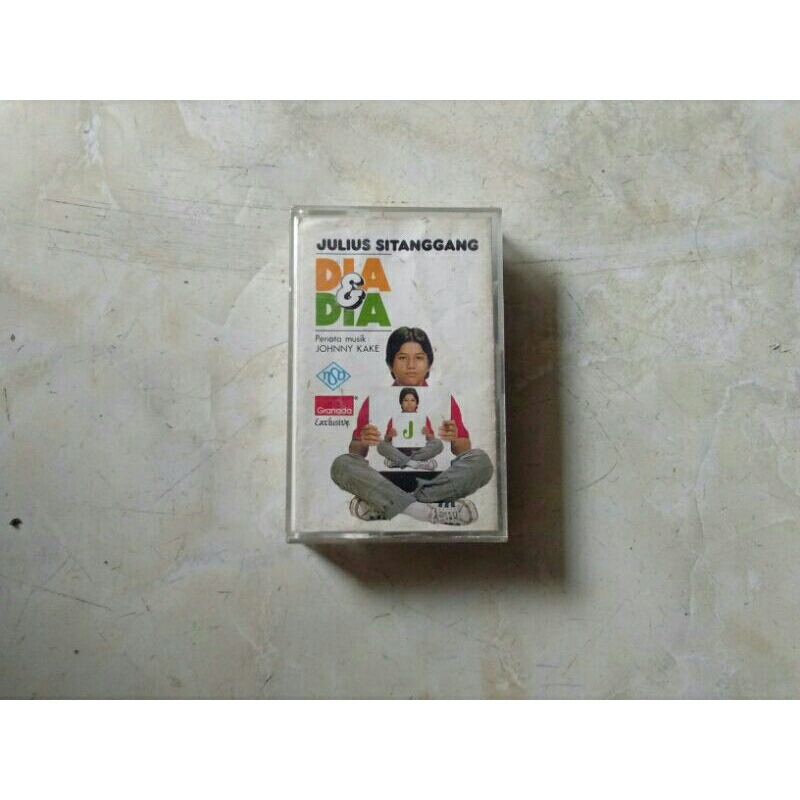 JULIUS SITANGGANG
DIA
&
DIA
Penata musik :
JOHNNY KAKE
Granada
Exclusive
J